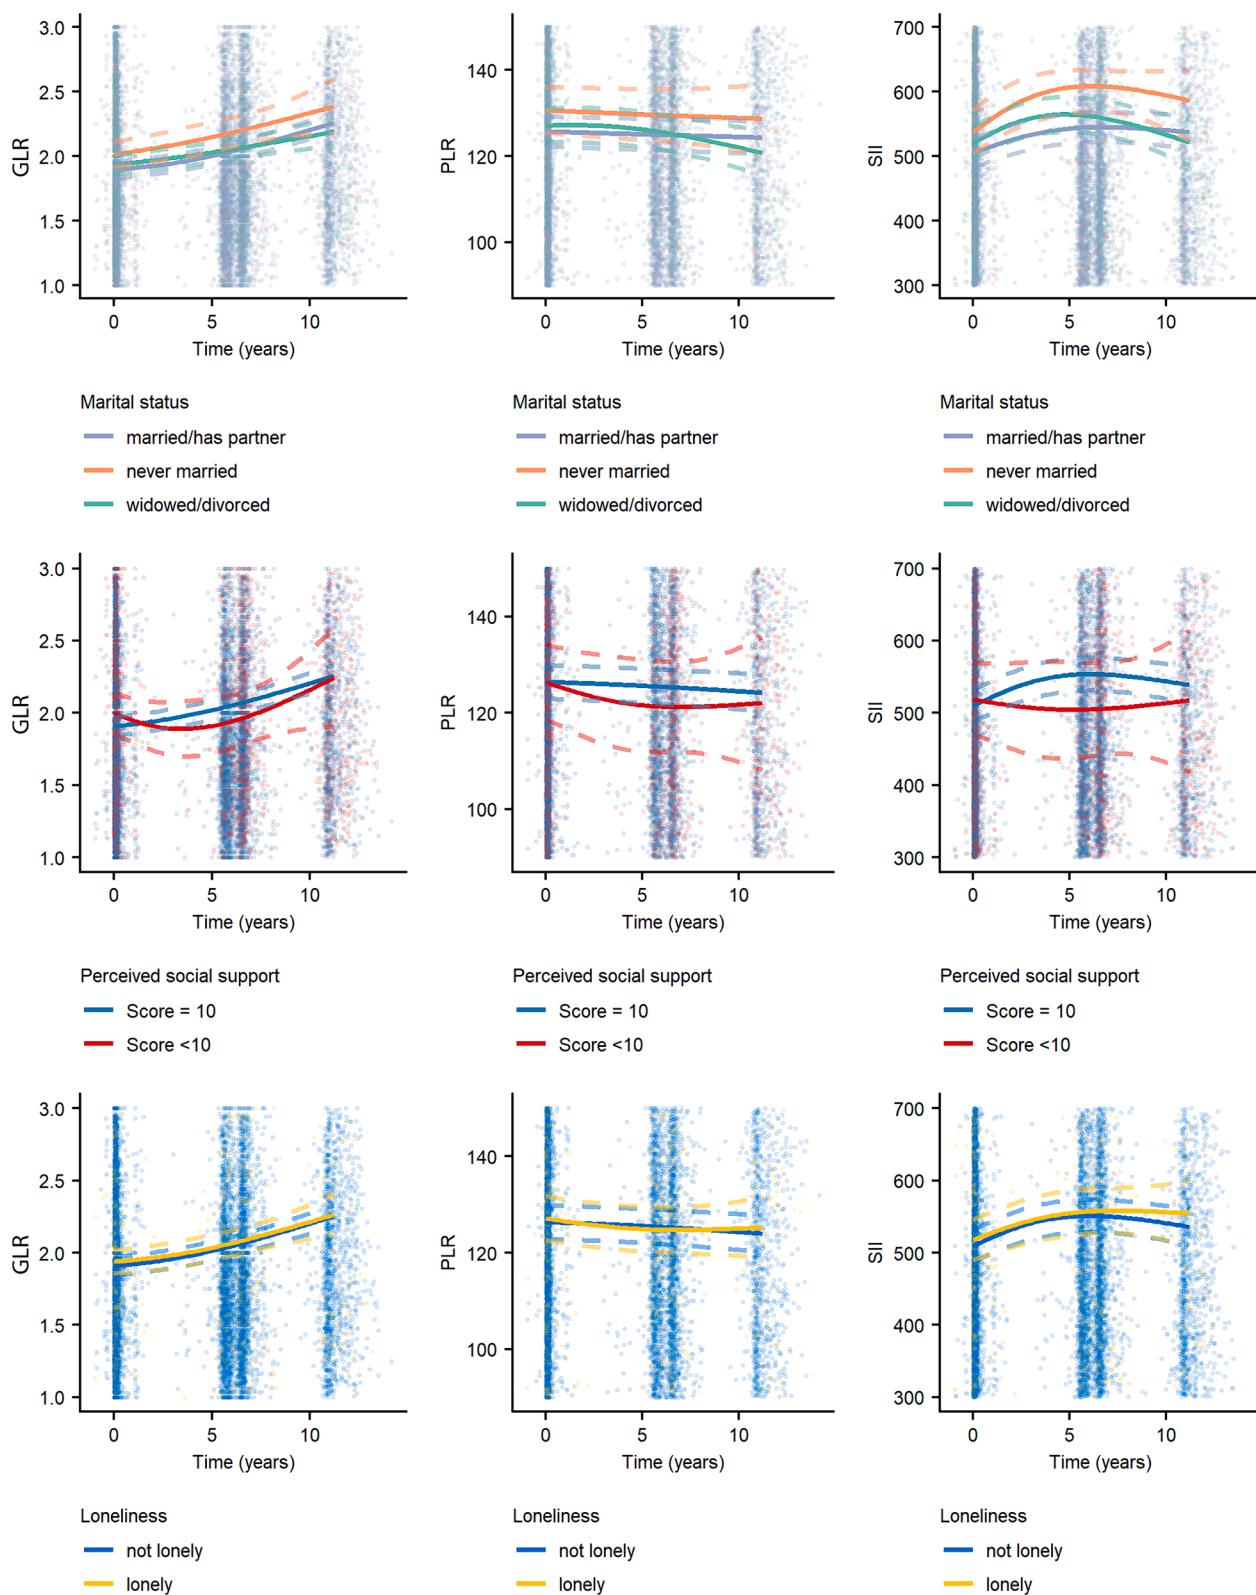 3.0
2.5
2.0
1.5
1.0
GLR
0 5 10
Time (years)
140
120
100
PLR
0 5 10
Time (years)
700
600
500
400
300
SII
0 5 10
Time (years)
Marital status
married/has partner
never married
widowed/divorced
Marital status
married/has partner
never married
widowed/divorced
Marital status
married/has partner
never married
widowed/divorced
3.0
2.5
2.0
1.5
1.0
GLR
0 5 10
Time (years)
140
120
100
PLR
0 5 10
Time (years)
700
600
500
400
300
SII
0 5 10
Time (years)
Perceived social support
Score = 10
Score <10
Perceived social support
Score = 10
Score <10
Perceived social support
Score = 10
Score <10
3.0
2.5
2.0
1.5
1.0
GLR
0 5 10
Time (years)
140
120
100
PLR
0 5 10
Time (years)
700
600
500
400
300
SII
0 5 10
Time (years)
Loneliness
not lonely
lonely
Loneliness
not lonely
lonely
Loneliness
not lonely
lonely